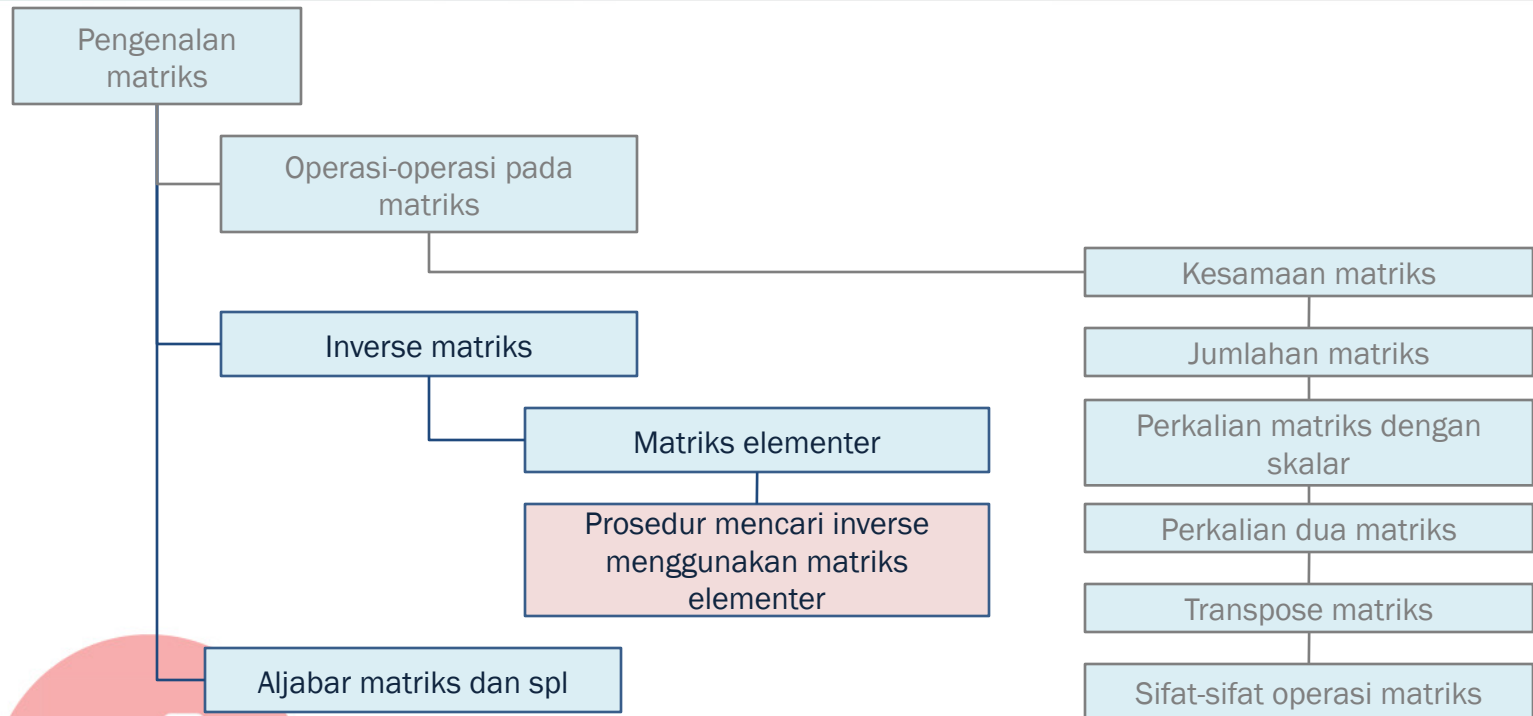 Pengenalan
matriks
Operasi-operasi pada
matriks
Kesamaan matriks
Jumlahan matriks
Perkalian matriks dengan
skalar
Perkalian dua matriks
Transpose matriks
Sifat-sifat operasi matriks
Inverse matriks
Matriks elementer
Prosedur mencari inverse
menggunakan matriks
elementer
Aljabar matriks dan spl